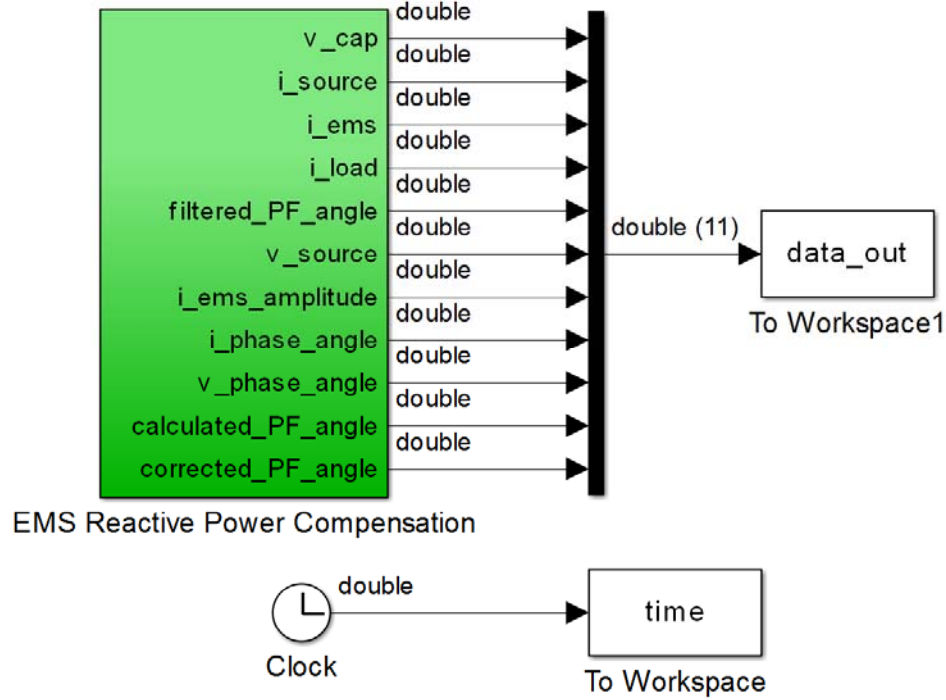 double
v_cap
double
i_source
double
i_ems
double
i_load
double
filtered_PF_angle
double
v_source
double (11)
data_out
double
i_ems_amplitude
double
i_phase_angle
To Workspace1
double
v_phase_angle
double
calculated_PF_angle
double
corrected_PF_angle
EMS Reactive Power Compensation
double
time
Clock
To Workspace